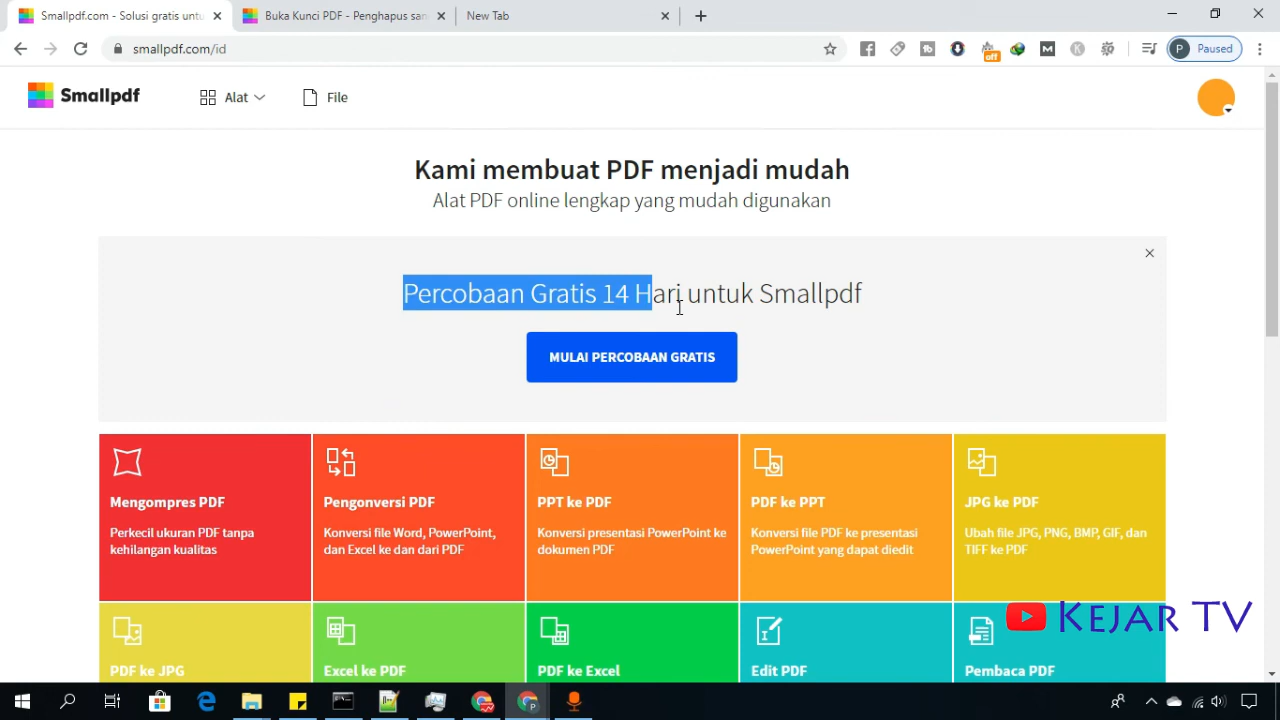 Smallpdf.com - Solusi gratis untu
Buka Kunci PDF - Penghapus san
New Tab
smallpdf.com/id
off
M
K
P Paused
Smallpdf
Alat
File
Kami membuat PDF menjadi mudah
Alat PDF online lengkap yang mudah digunakan
Percobaan Gratis 14 Hari untuk Smallpdf
MULAI PERCOBAAN GRATIS
Mengompres PDF
Perkecil ukuran PDF tanpa
kehilangan kualitas
Pengonversi PDF
Konversi file Word, PowerPoint,
dan Excel ke dan dari PDF
PPT ke PDF
Konversi presentasi PowerPoint ke
dokumen PDF
PDF ke PPT
Konversi file PDF ke presentasi
PowerPoint yang dapat diedit
JPG ke PDF
Ubah file JPG, PNG, BMP, GIF, dan
TIFF ke PDF
PDF ke JPG
Excel ke PDF
PDF ke Excel
Edit PDF
Pembaca PDF
KEJAR TV